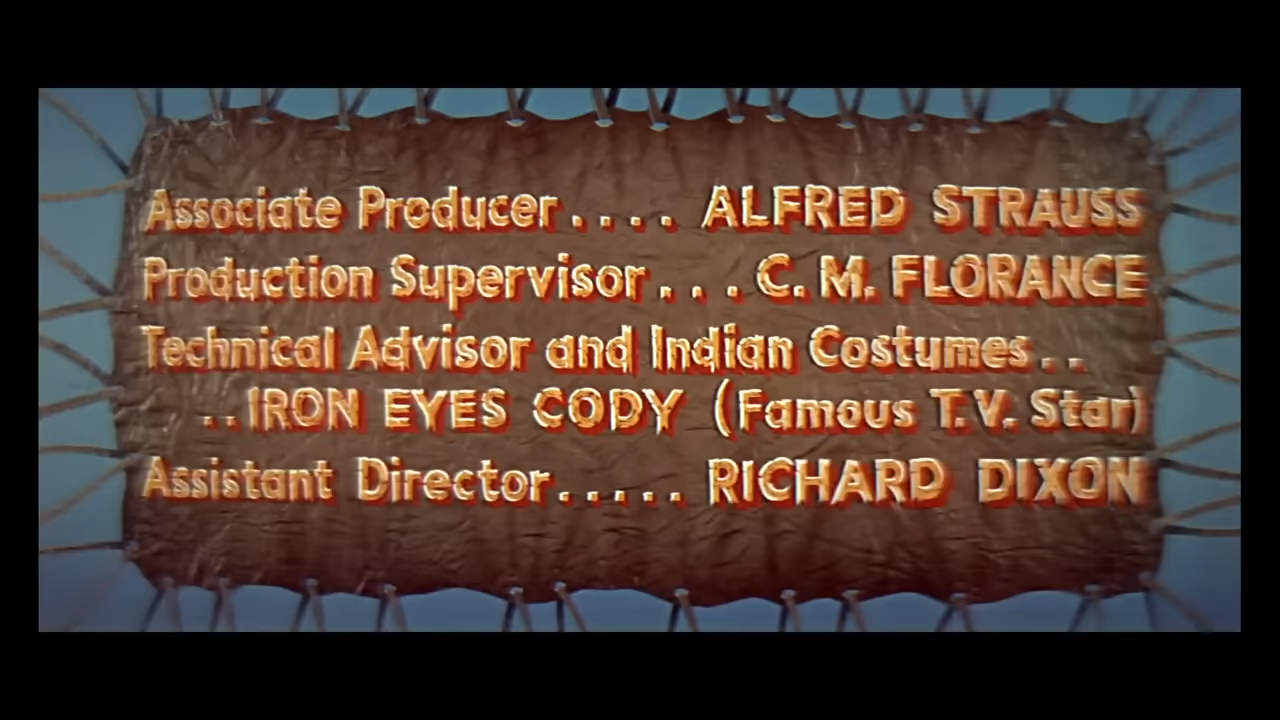 Associate Producer.... ALFRED STRAUSS
Production Supervisor... C. M. FLORANCE
Technical Advisor and Indian Costumes..
..IRON EYES CODY (Famous T.V. Star)
Assistant Director..... RICHARD DIXON